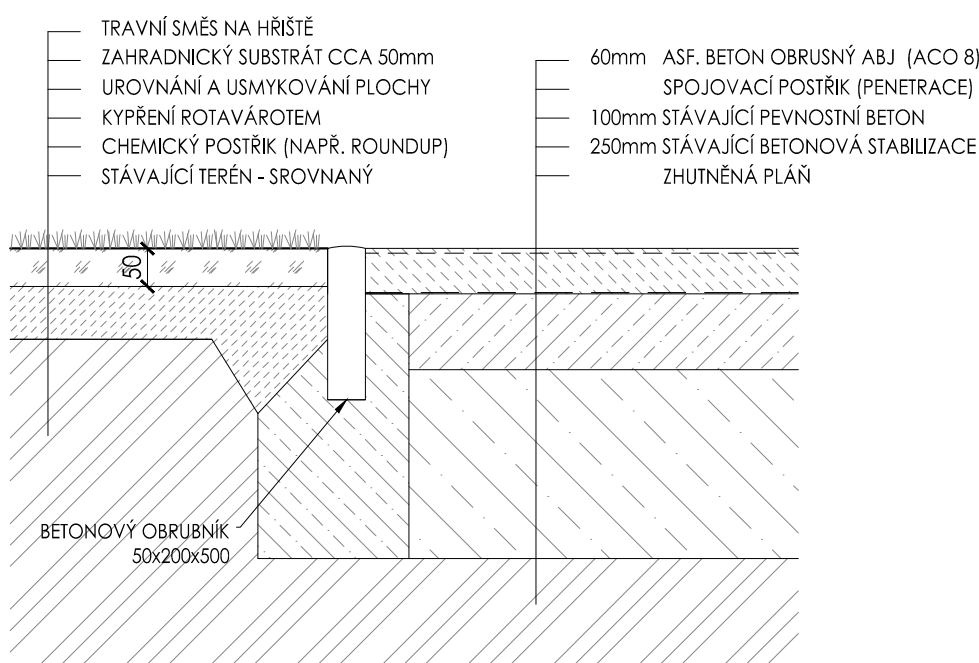 TRAVNÍ SMĚS NA HŘIŠTĚ
ZAHRADNICKÝ SUBSTRÁT CCA 50mm
UROVNÁNÍ A USMYKOVÁNÍ PLOCHY
KYPŘENÍ ROTAVÁROTEM
CHEMICKÝ POSTŘIK (NAPŘ. ROUNDUP)
STÁVAJÍCÍ TERÉN - SROVNANÝ
60mm ASF. BETON OBRUSNÝ ABJ (ACO 8)
SPOJOVACÍ POSTŘIK (PENETRACE)
100mm STÁVAJÍCÍ PEVNOSTNÍ BETON
250mm STÁVAJÍCÍ BETONOVÁ STABILIZACE
ZHUTNĚNÁ PLÁŇ
50
BETONOVÝ OBRUBNÍK
50x200x500